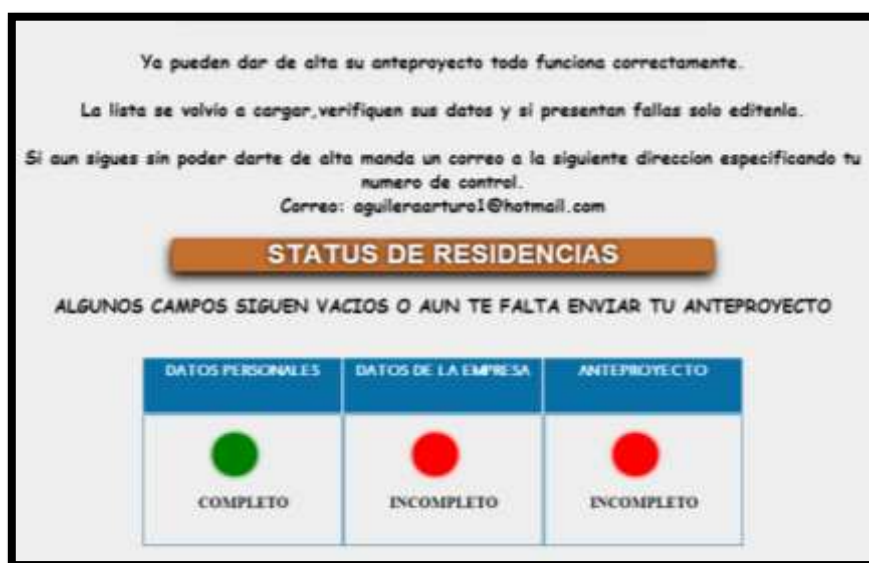 Ya pueden dar de alta su anteproyecto todo funciona correctamente.
La lista se volvio a cargar,verifiquen sus datos y si presentan fallas solo editenla.
Si aun sigues sin poder darte de alta manda un correo a la siguiente direccion especificando tu
numero de control.
Correo: aguileraarturo1@hotmail.com
STATUS DE RESIDENCIAS
ALGUNOS CAMPOS SIGUEN VACIOS O AUN TE FALTA ENVIAR TU ANTEPROYECTO
DATOS PERSONALES DATOS DE LA EMPRESA ANTEPROYECTO
COMPLETO INCOMPLETO INCOMPLETO